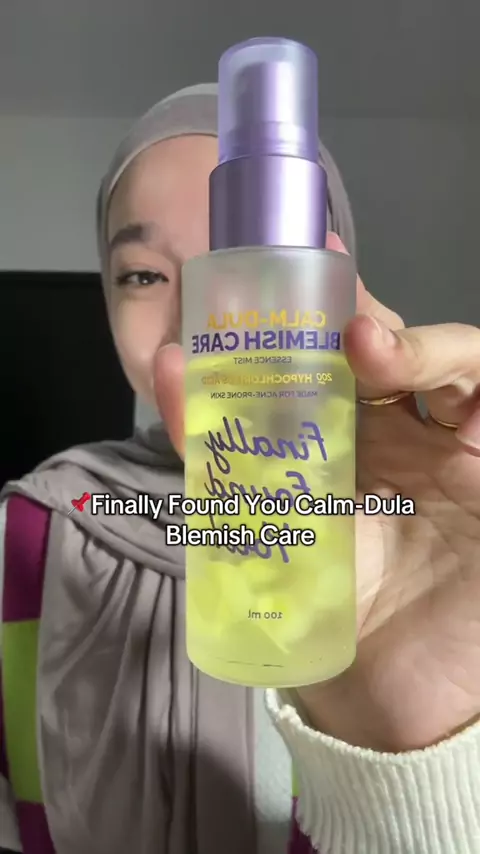 CALM-DULA
BLEMISH CARE
ESSENCE MIST
MADE FOR ACNE-PRONE SKIN
Finally
Found
📌Finally Found You Calm-Dula
Blemish Care
100 ml